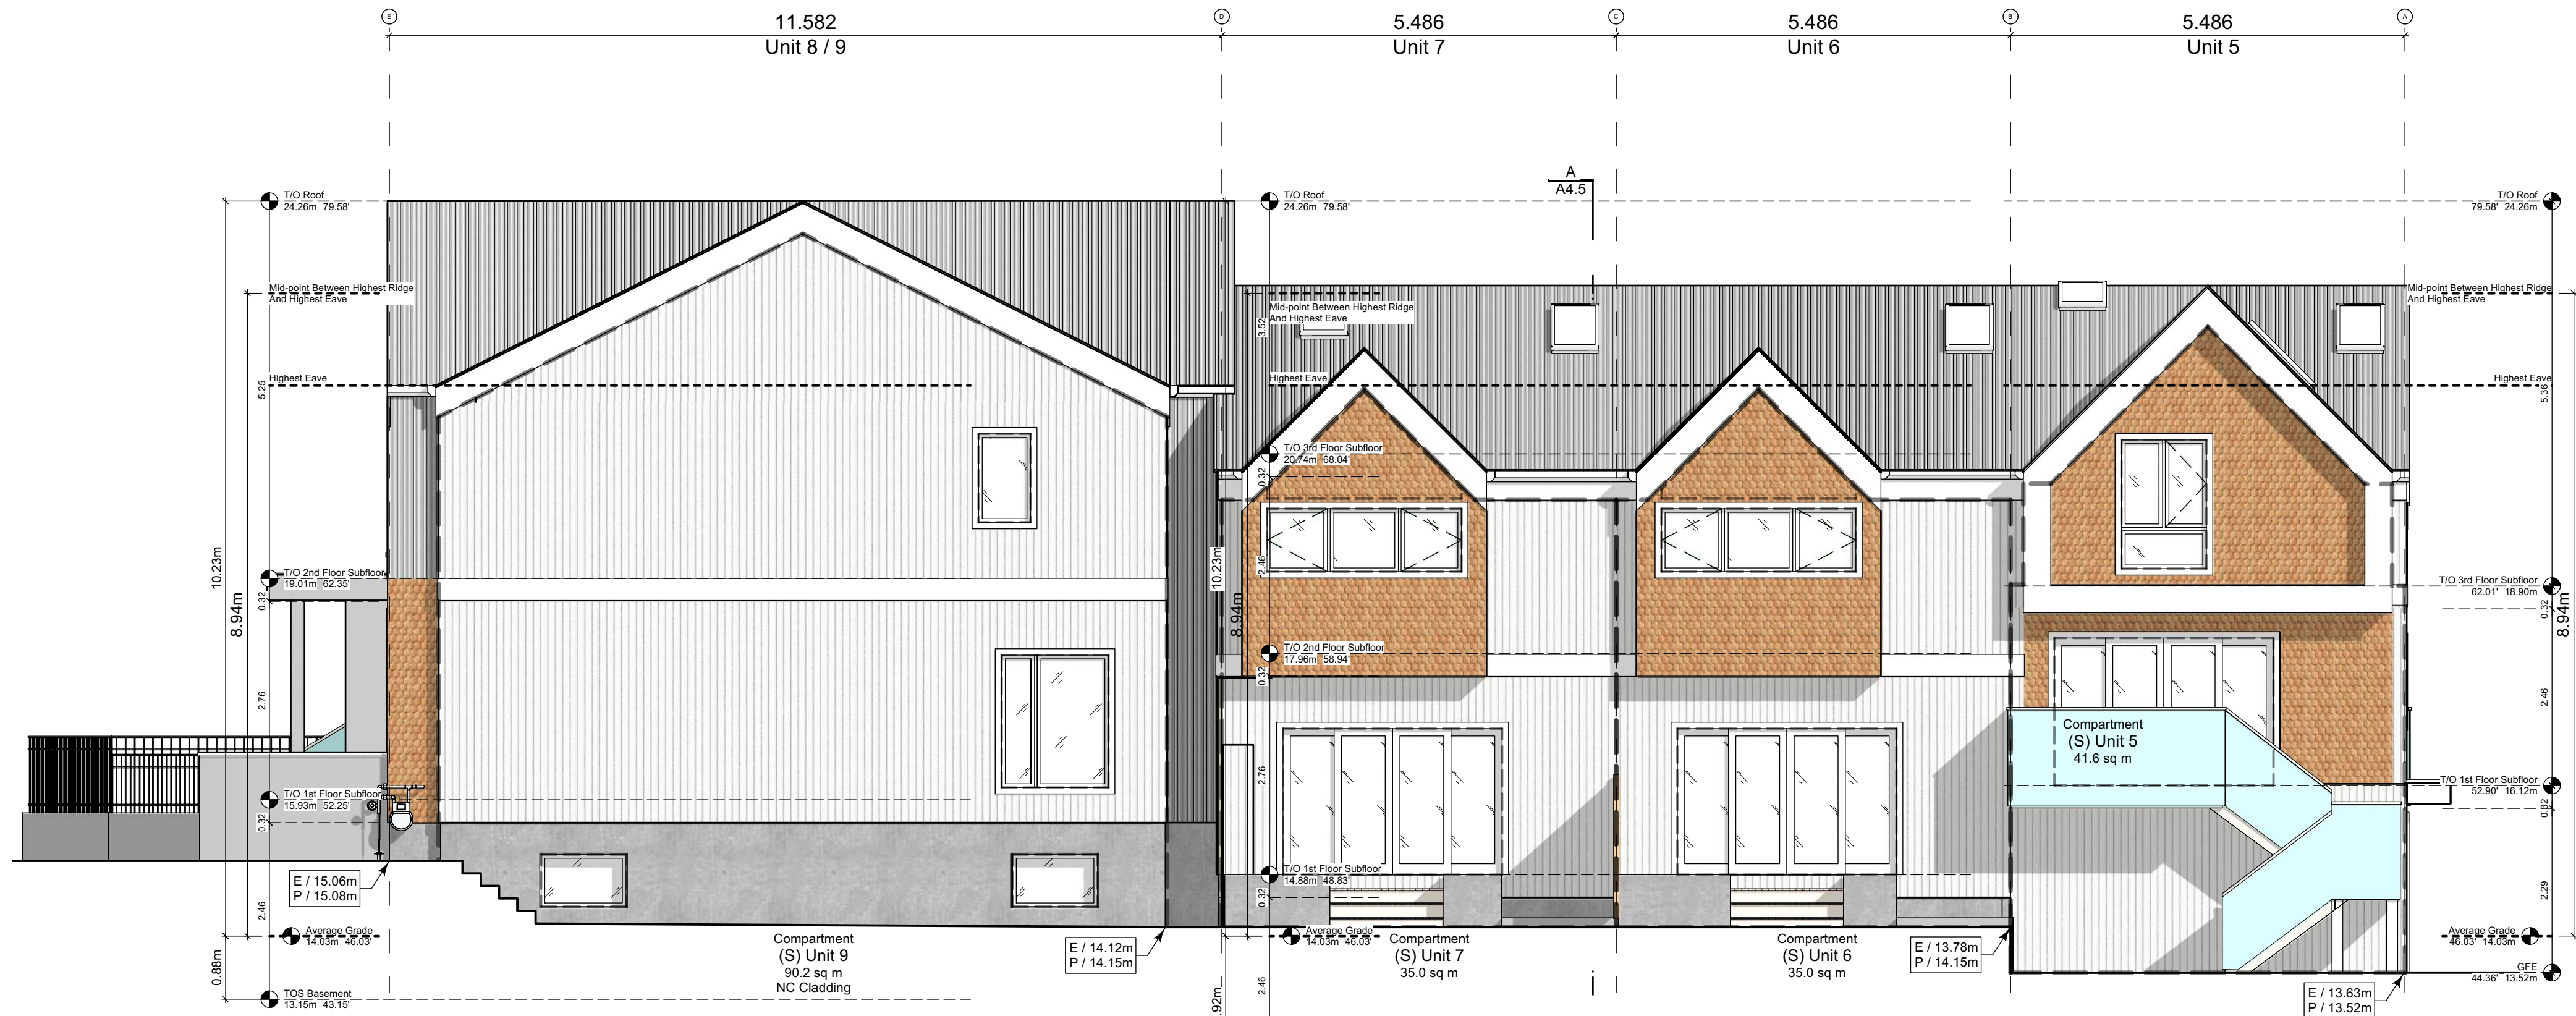 E
D
C
B
A
11.582
5.486
5.486
5.486
Unit 8 / 9
Unit 7
Unit 6
Unit 5
A
A4.5
T/O Roof
24.26m 79.58'
T/O Roof
24.26m 79.58'
T/O Roof
79.58' 24.26m
Mid-point Between Highest Ridge
And Highest Eave
Mid-point Between Highest Ridge
And Highest Eave
Mid-point Between Highest Ridge
And Highest Eave
3.52
Highest Eave
Highest Eave
Highest Eave
5.25
5.36
T/O 3rd Floor Subfloor
20.74m 68.04'
0.32
10.23m
8.94m
10.23m
8.94m
2.46
T/O 2nd Floor Subfloor
19.01m 62.35'
0.32
T/O 3rd Floor Subfloor
62.01' 18.90m
0.32
8.94m
T/O 2nd Floor Subfloor
17.96m 58.94'
0.32
2.76
2.76
2.46
Compartment
(S) Unit 5
41.6 sq m
T/O 1st Floor Subfloor
15.93m 52.25'
0.32
T/O 1st Floor Subfloor
52.90' 16.12m
0.32
T/O 1st Floor Subfloor
14.88m 48.83'
0.32
E / 15.06m
P / 15.08m
2.46
2.29
Average Grade
14.03m 46.03'
Average Grade
14.03m 46.03'
Average Grade
46.03' 14.03m
Compartment
(S) Unit 9
90.2 sq m
NC Cladding
E / 14.12m
P / 14.15m
Compartment
(S) Unit 7
35.0 sq m
Compartment
(S) Unit 6
35.0 sq m
E / 13.78m
P / 14.15m
GFE
44.36' 13.52m
0.88m
TOS Basement
13.15m 43.15'
.92m
2.46
E / 13.63m
P / 13.52m